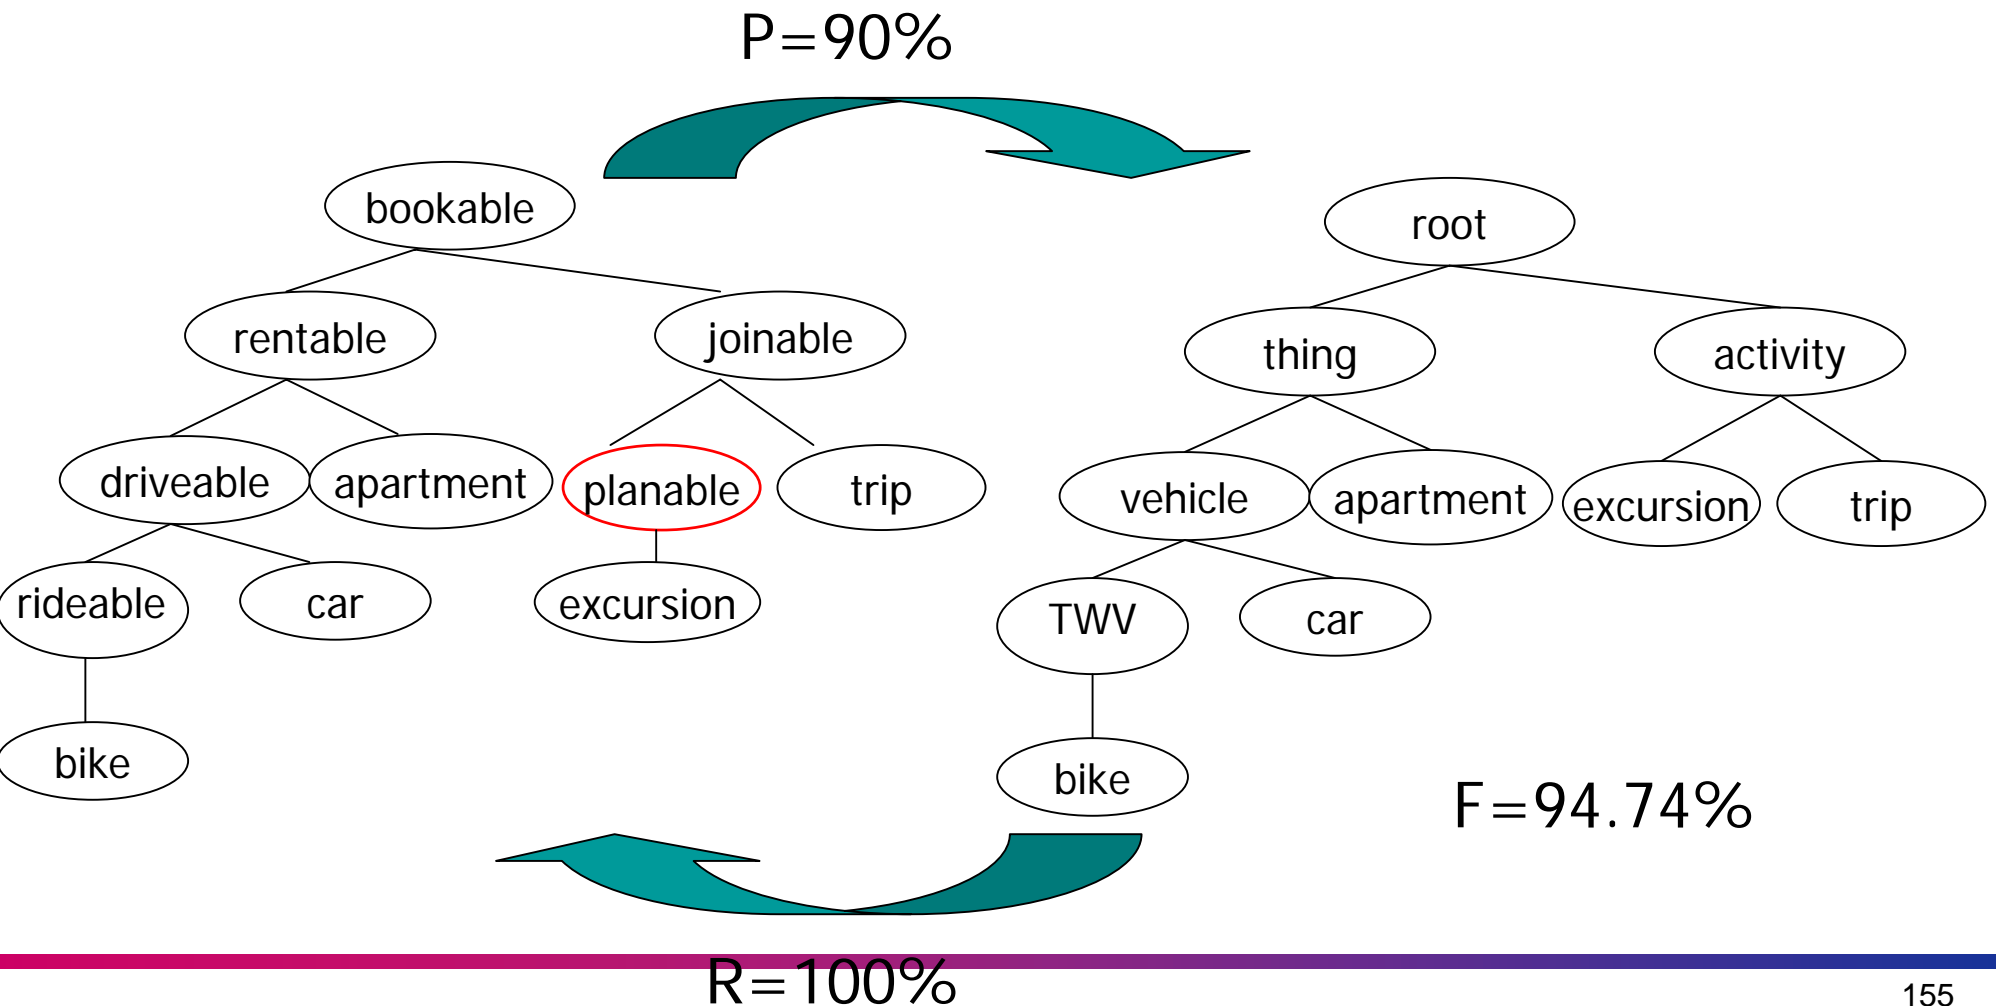 P=90%
bookable
root
rentable
joinable
thing
activity
driveable
apartment
planable
trip
vehicle
apartment
excursion
trip
rideable
car
excursion
TWV
car
bike
bike
F=94.74%
R=100%
155